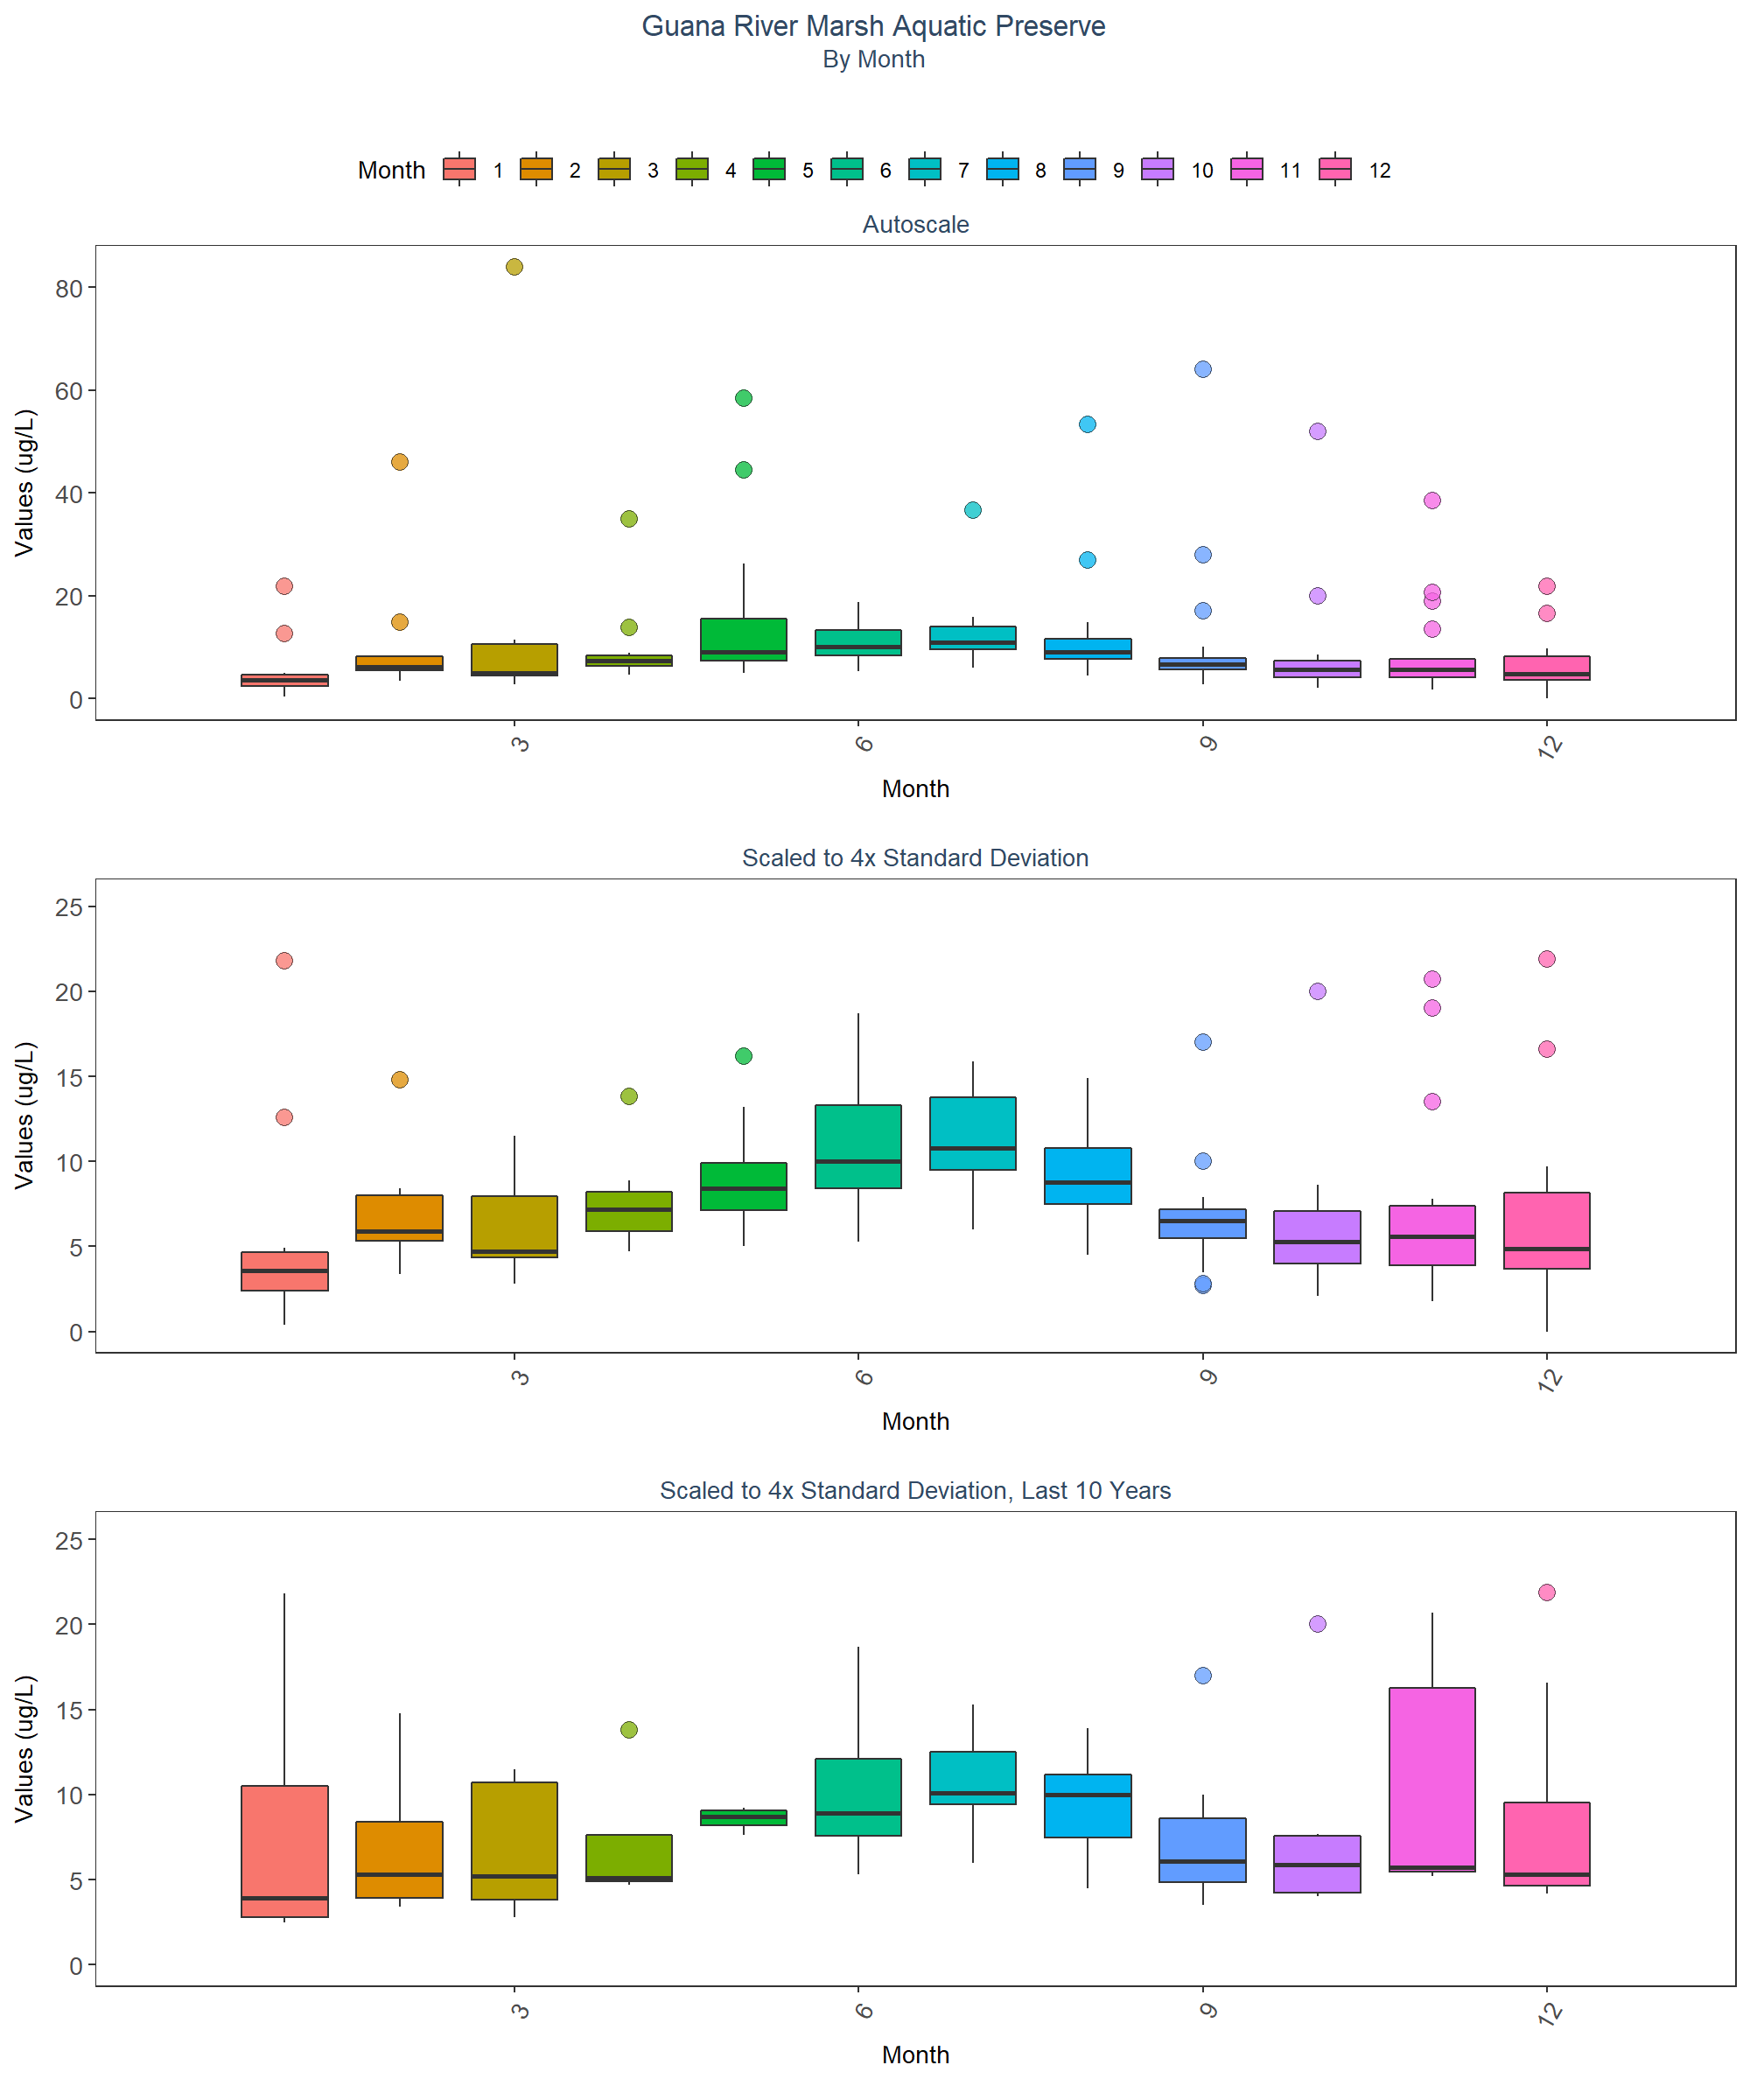 Guana River Marsh Aquatic Preserve
By Month
Month 1 2 3 4 5 6 7 8 9 10 11 12
Autoscale
Values (ug/L)
80
60
40
20
0
3 6 9 12
Month
Scaled to 4x Standard Deviation
Values (ug/L)
25
20
15
10
5
0
3 6 9 12
Month
Scaled to 4x Standard Deviation, Last 10 Years
Values (ug/L)
25
20
15
10
5
0
3 6 9 12
Month